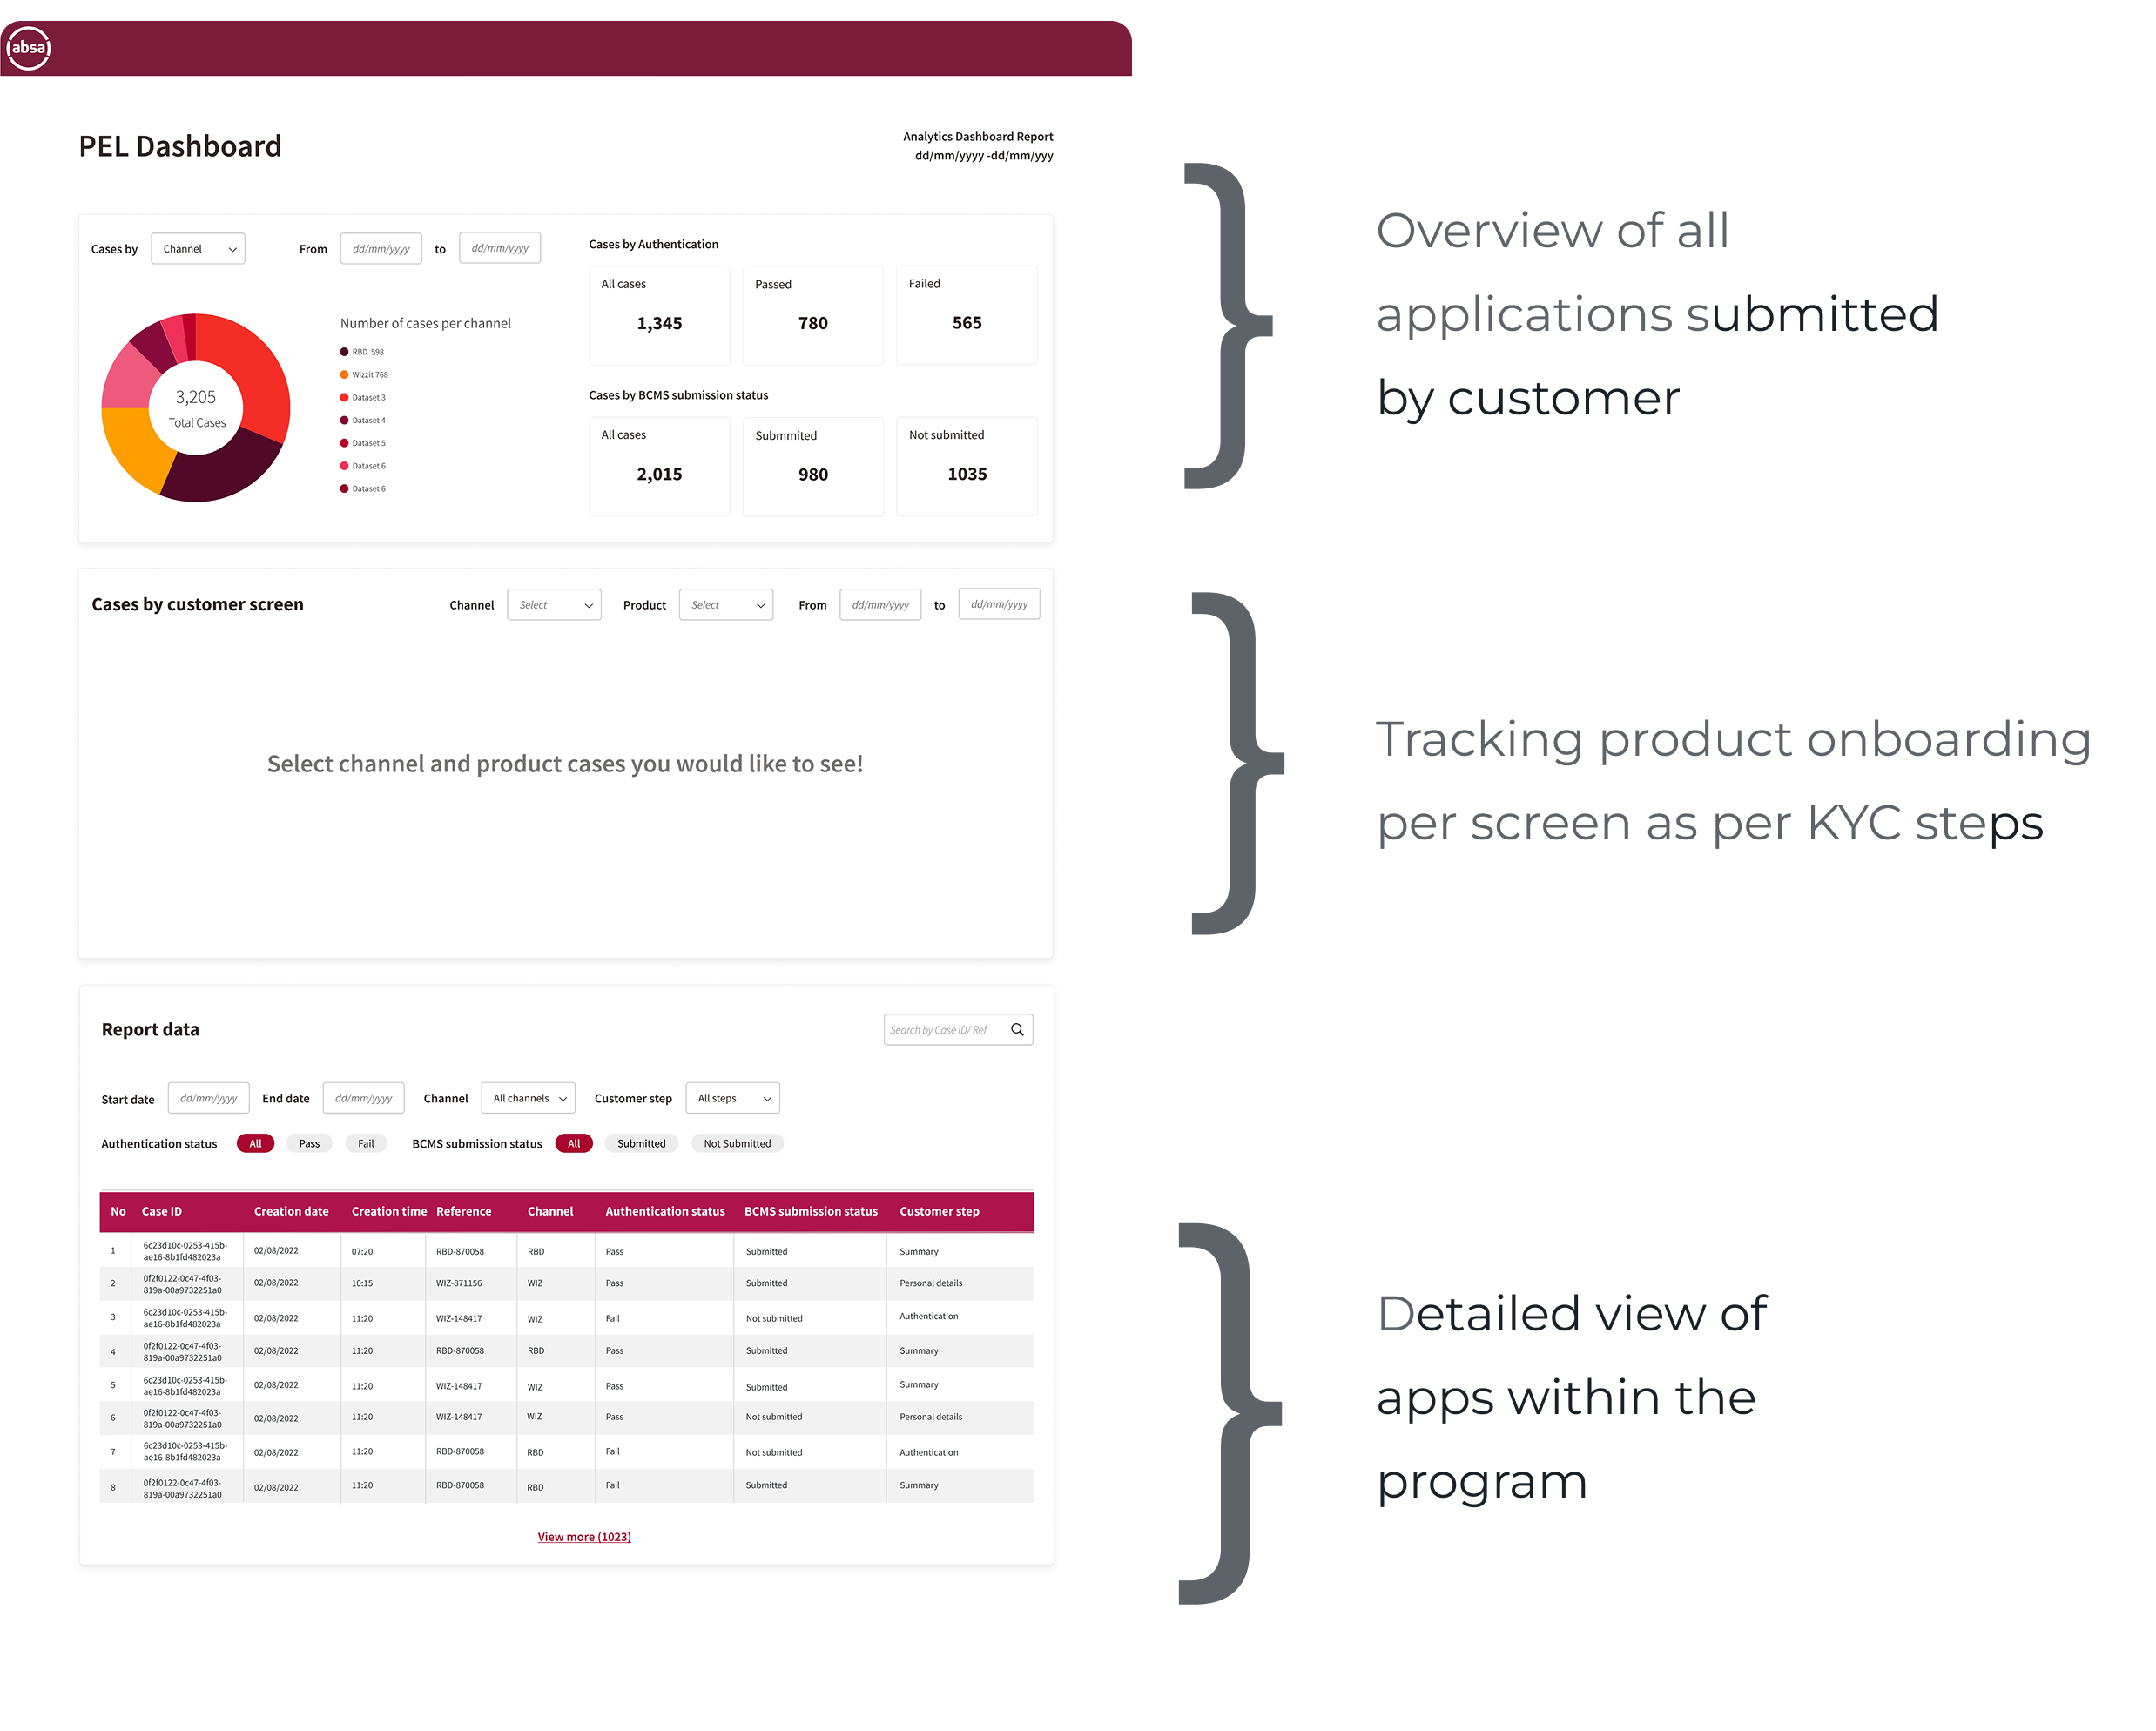 absa
PEL Dashboard
Analytics Dashboard Report
dd/mm/yyyy -dd/mm/yyy
Cases by Channel From dd/mm/yyyy to dd/mm/yyyy
Number of cases per channel
RBD 598
Wizzit 768
Dataset 3
Dataset 4
Dataset 5
Dataset 6
Dataset 6
3,205
Total Cases
Cases by Authentication
All cases Passed Failed
1,345 780 565
Cases by BCMS submission status
All cases Submmited Not submitted
2,015 980 1035
Overview of all
applications submitted
by customer
Cases by customer screen Channel Select Product Select From dd/mm/yyyy to dd/mm/yyyy
Select channel and product cases you would like to see!
Tracking product onboarding
per screen as per KYC steps
Report data Search by Case ID/ Ref
Start date dd/mm/yyyy End date dd/mm/yyyy Channel All channels Customer step All steps
Authentication status All Pass Fail BCMS submission status All Submitted Not Submitted
No Case ID Creation date Creation time Reference Channel Authentication status BCMS submission status Customer step
1 6c23d10c-0253-415b- 02/08/2022 07:20 RBD-870058 RBD Pass Submitted Summary
ae16-8b1fd482023a
2 0f2f0122-0c47-4f03- 02/08/2022 10:15 WIZ-871156 WIZ Pass Submitted Personal details
819a-00a9732251a0
3 6c23d10c-0253-415b- 02/08/2022 11:20 WIZ-148417 WIZ Fail Not submitted Authentication
ae16-8b1fd482023a
4 0f2f0122-0c47-4f03- 02/08/2022 11:20 RBD-870058 RBD Pass Submitted Summary
819a-00a9732251a0
5 6c23d10c-0253-415b- 02/08/2022 11:20 WIZ-148417 WIZ Pass Submitted Summary
ae16-8b1fd482023a
6 0f2f0122-0c47-4f03- 02/08/2022 11:20 WIZ-148417 WIZ Pass Not submitted Personal details
819a-00a9732251a0
7 6c23d10c-0253-415b- 02/08/2022 11:20 RBD-870058 RBD Fail Not submitted Authentication
ae16-8b1fd482023a
8 0f2f0122-0c47-4f03- 02/08/2022 11:20 RBD-870058 RBD Fail Submitted Summary
819a-00a9732251a0
View more (1023)
Detailed view of
apps within the
program